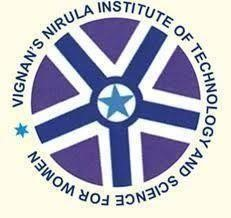 VIGNAN'S NIRULA INSTITUTE OF TECHNOLOGY AND SCIENCE FOR WOMEN